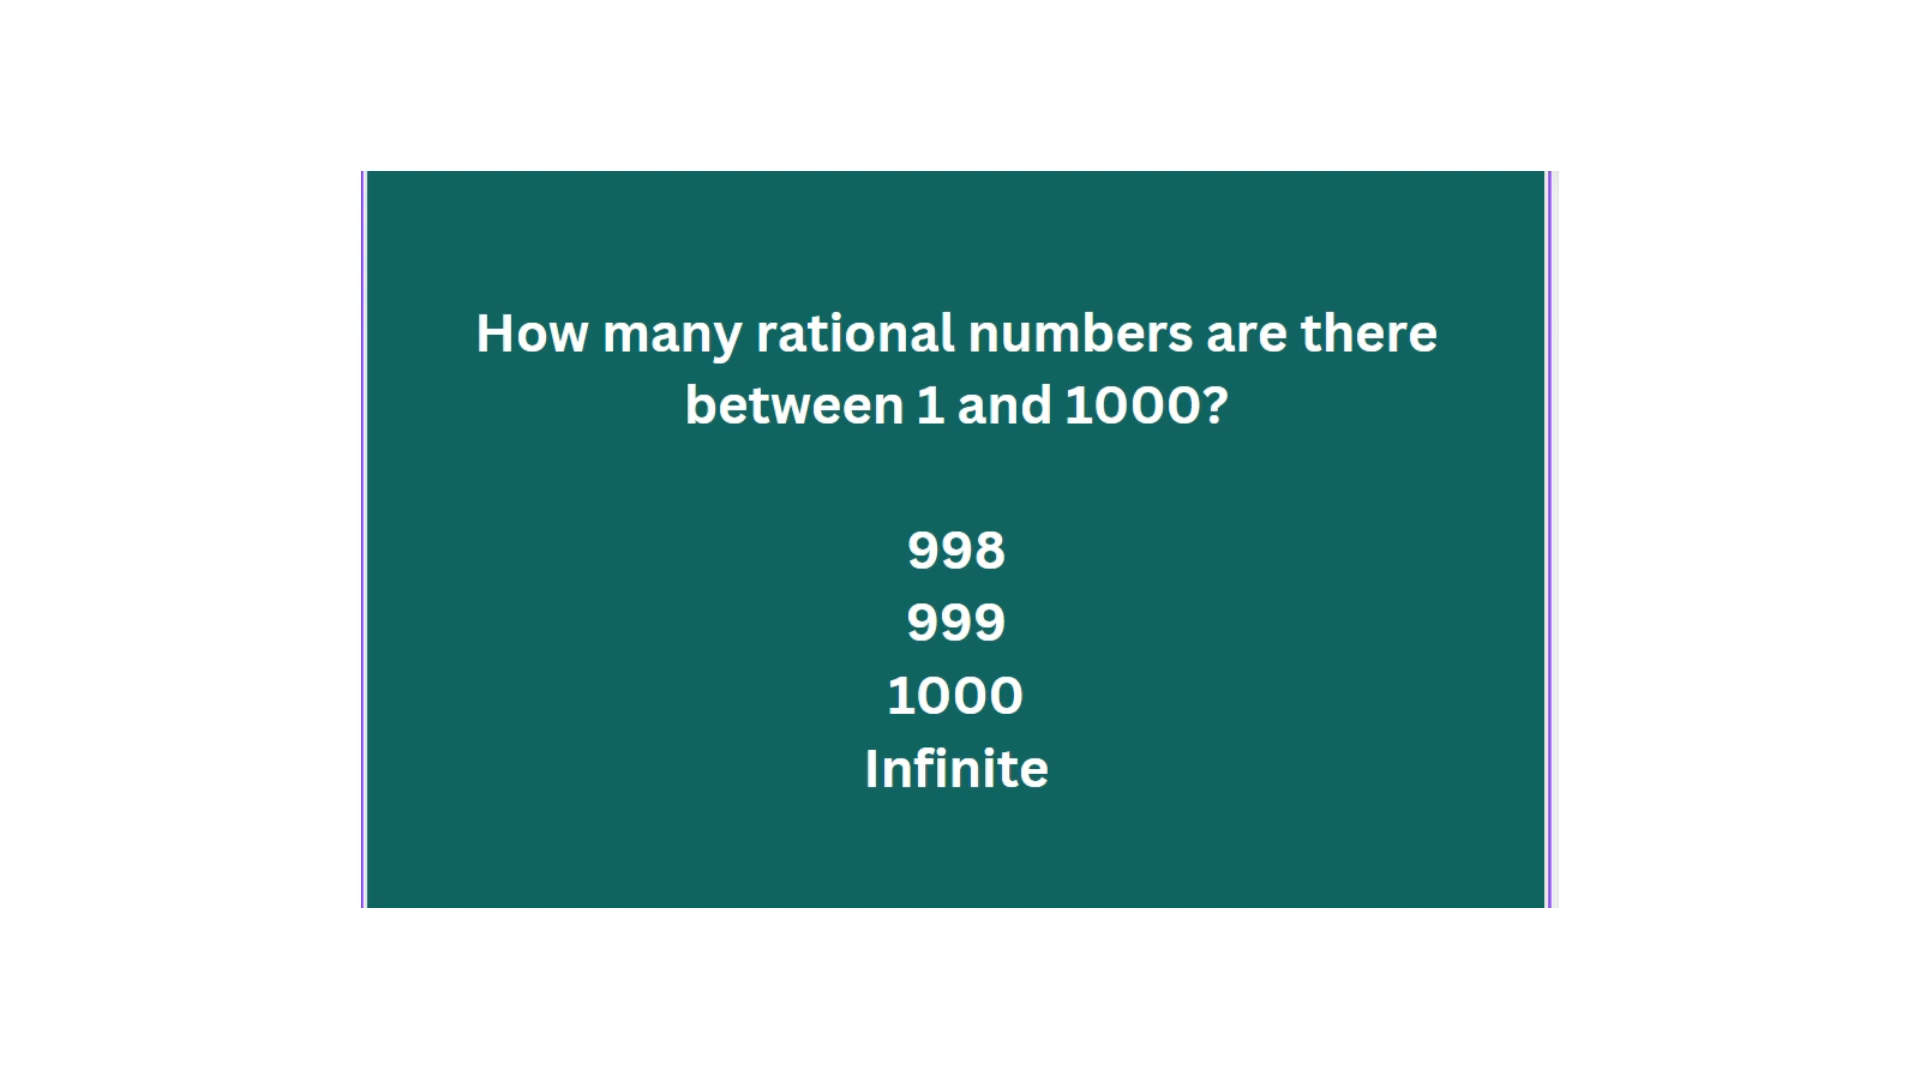 How many rational numbers are there
between 1 and 1000?
998
999
1000
Infinite